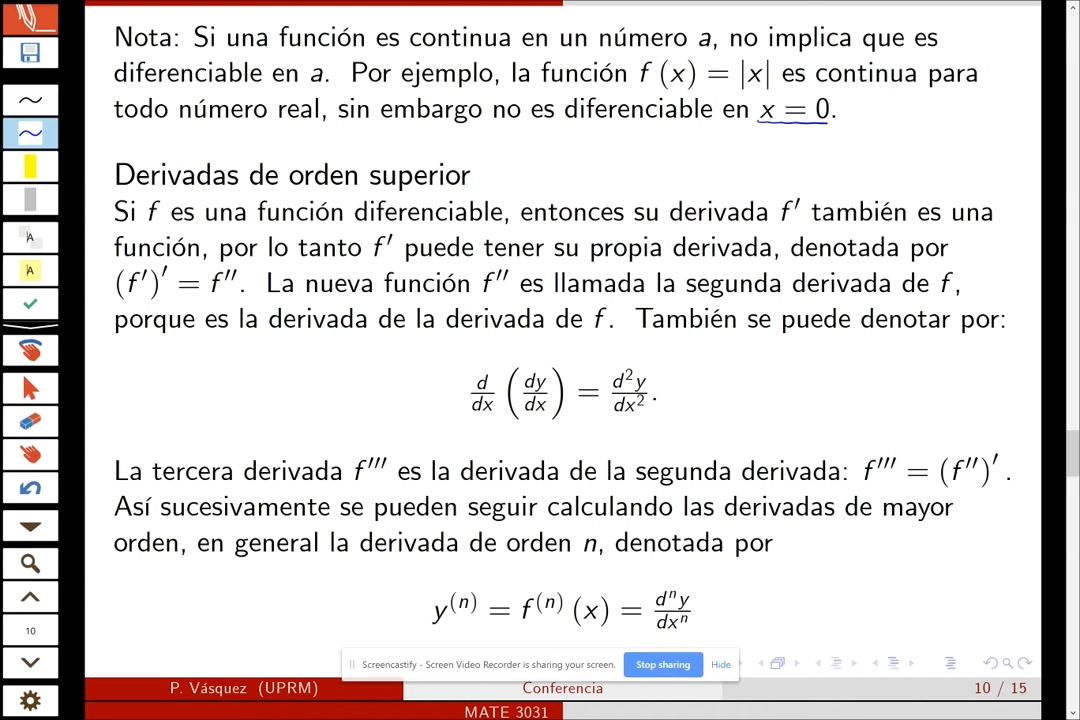 Nota: Si una función es continua en un número a, no implica que es
diferenciable en a. Por ejemplo, la función f (x) = |x| es continua para
todo número real, sin embargo no es diferenciable en x = 0.
Derivadas de orden superior
Si f es una función diferenciable, entonces su derivada f′ también es una
función, por lo tanto f′ puede tener su propia derivada, denotada por
(f′)′ = f′′. La nueva función f′′ es llamada la segunda derivada de f,
porque es la derivada de la derivada de f. También se puede denotar por:
d/dx (dy/dx) = d²y/dx².
La tercera derivada f′′′ es la derivada de la segunda derivada: f′′′ = (f′′)′.
Así sucesivamente se pueden seguir calculando las derivadas de mayor
orden, en general la derivada de orden n, denotada por
y⁽ⁿ⁾ = f⁽ⁿ⁾ (x) = dⁿy/dxⁿ
Screencastify - Screen Video Recorder is sharing your screen. Stop sharing Hide
P. Vásquez (UPRM) Conferencia 10 / 15
MATE 3031
A
A
10